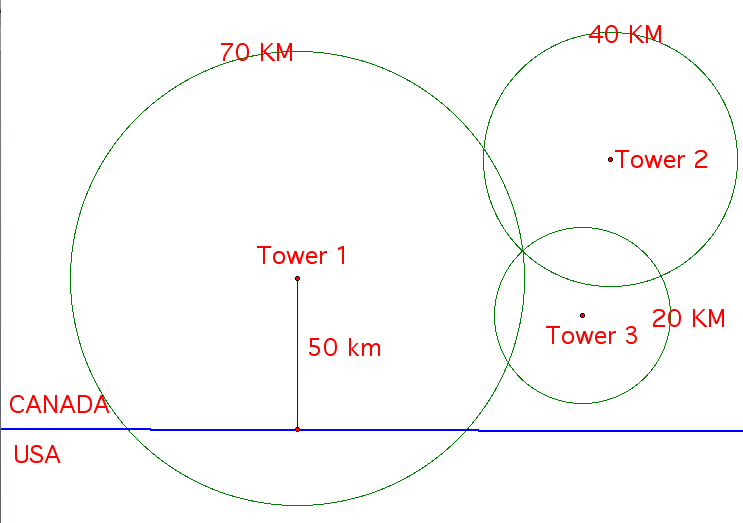 40 KM
70 KM
Tower 2
Tower 1
20 KM
Tower 3
50 km
CANADA
USA